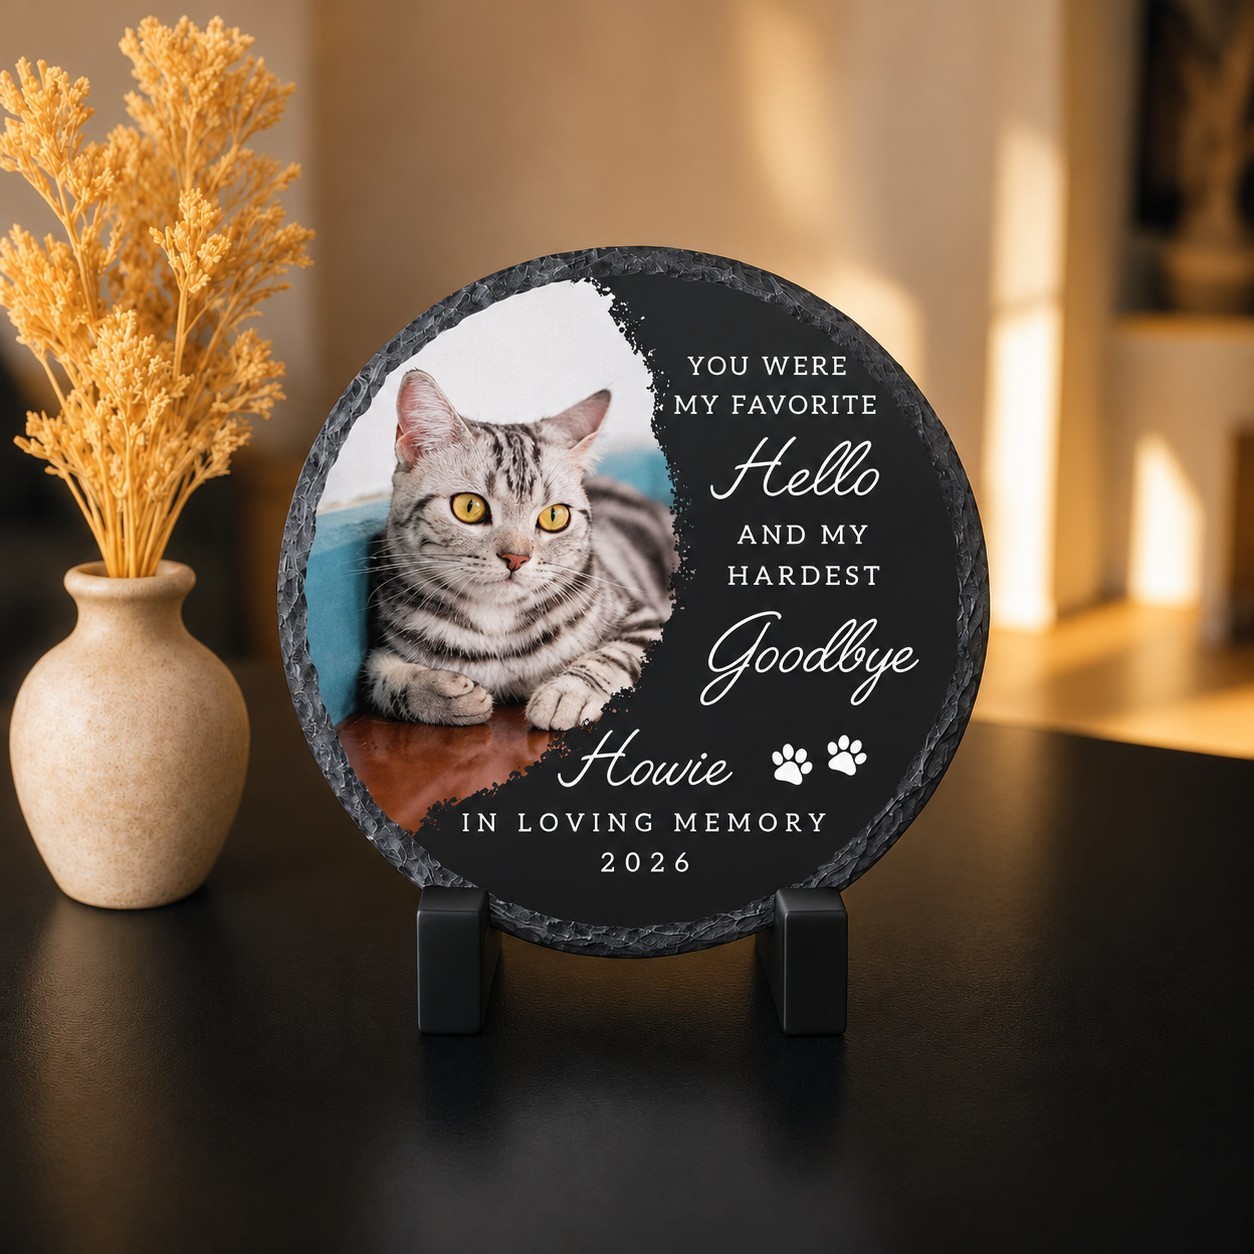 YOU WERE
MY FAVORITE
Hello
AND MY
HARDEST
Goodbye
Howie
IN LOVING MEMORY
2026